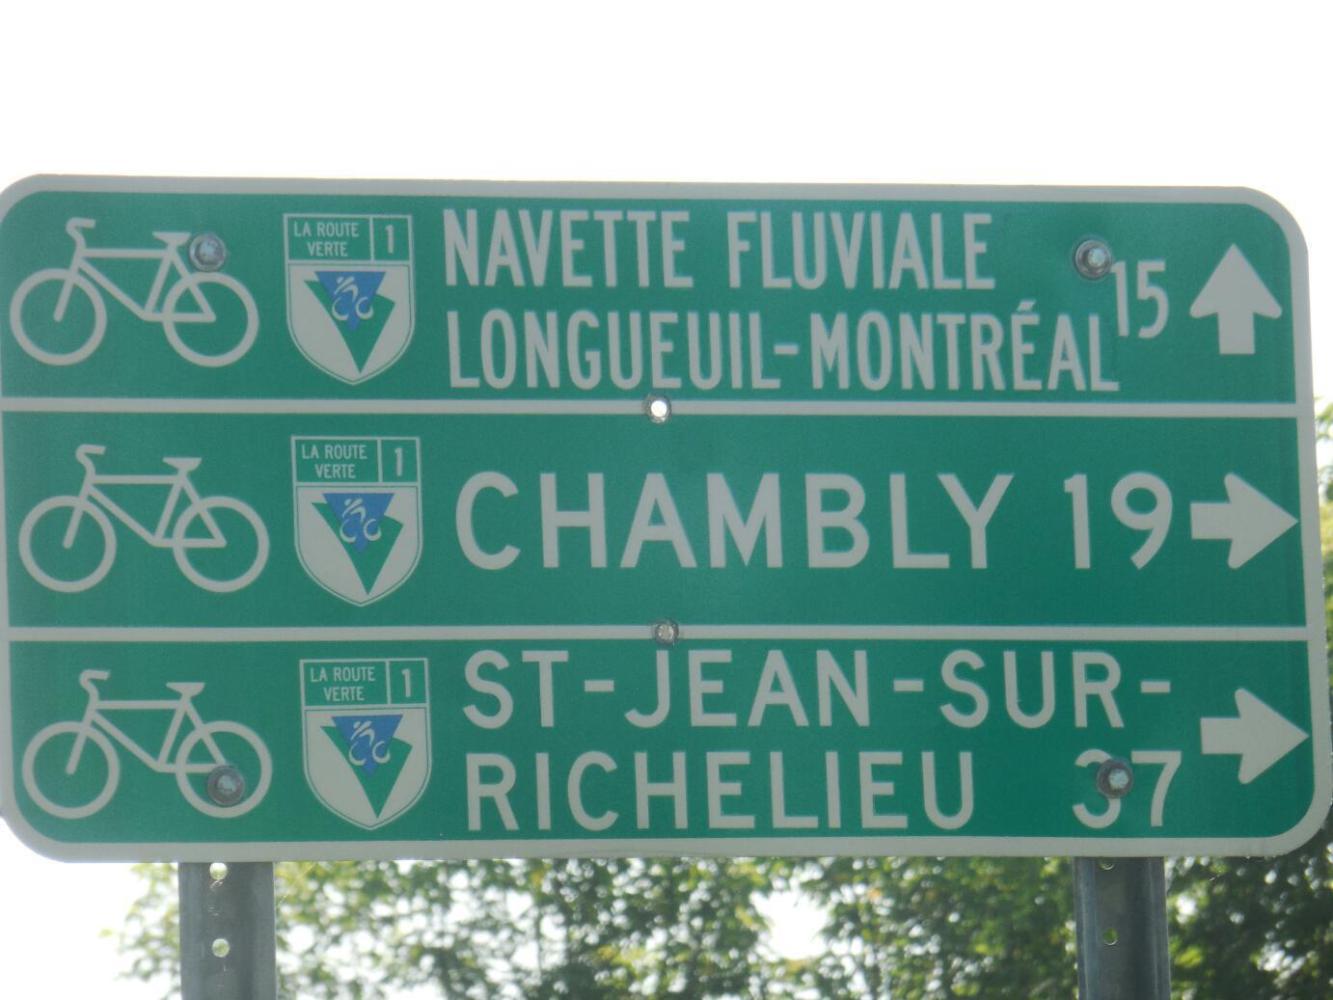 LA ROUTE VERTE 1
NAVETTE FLUVIALE
LONGUEUIL-MONTRÉAL 15
LA ROUTE VERTE 1
CHAMBLY 19
LA ROUTE VERTE 1
ST-JEAN-SUR-
RICHELIEU 37